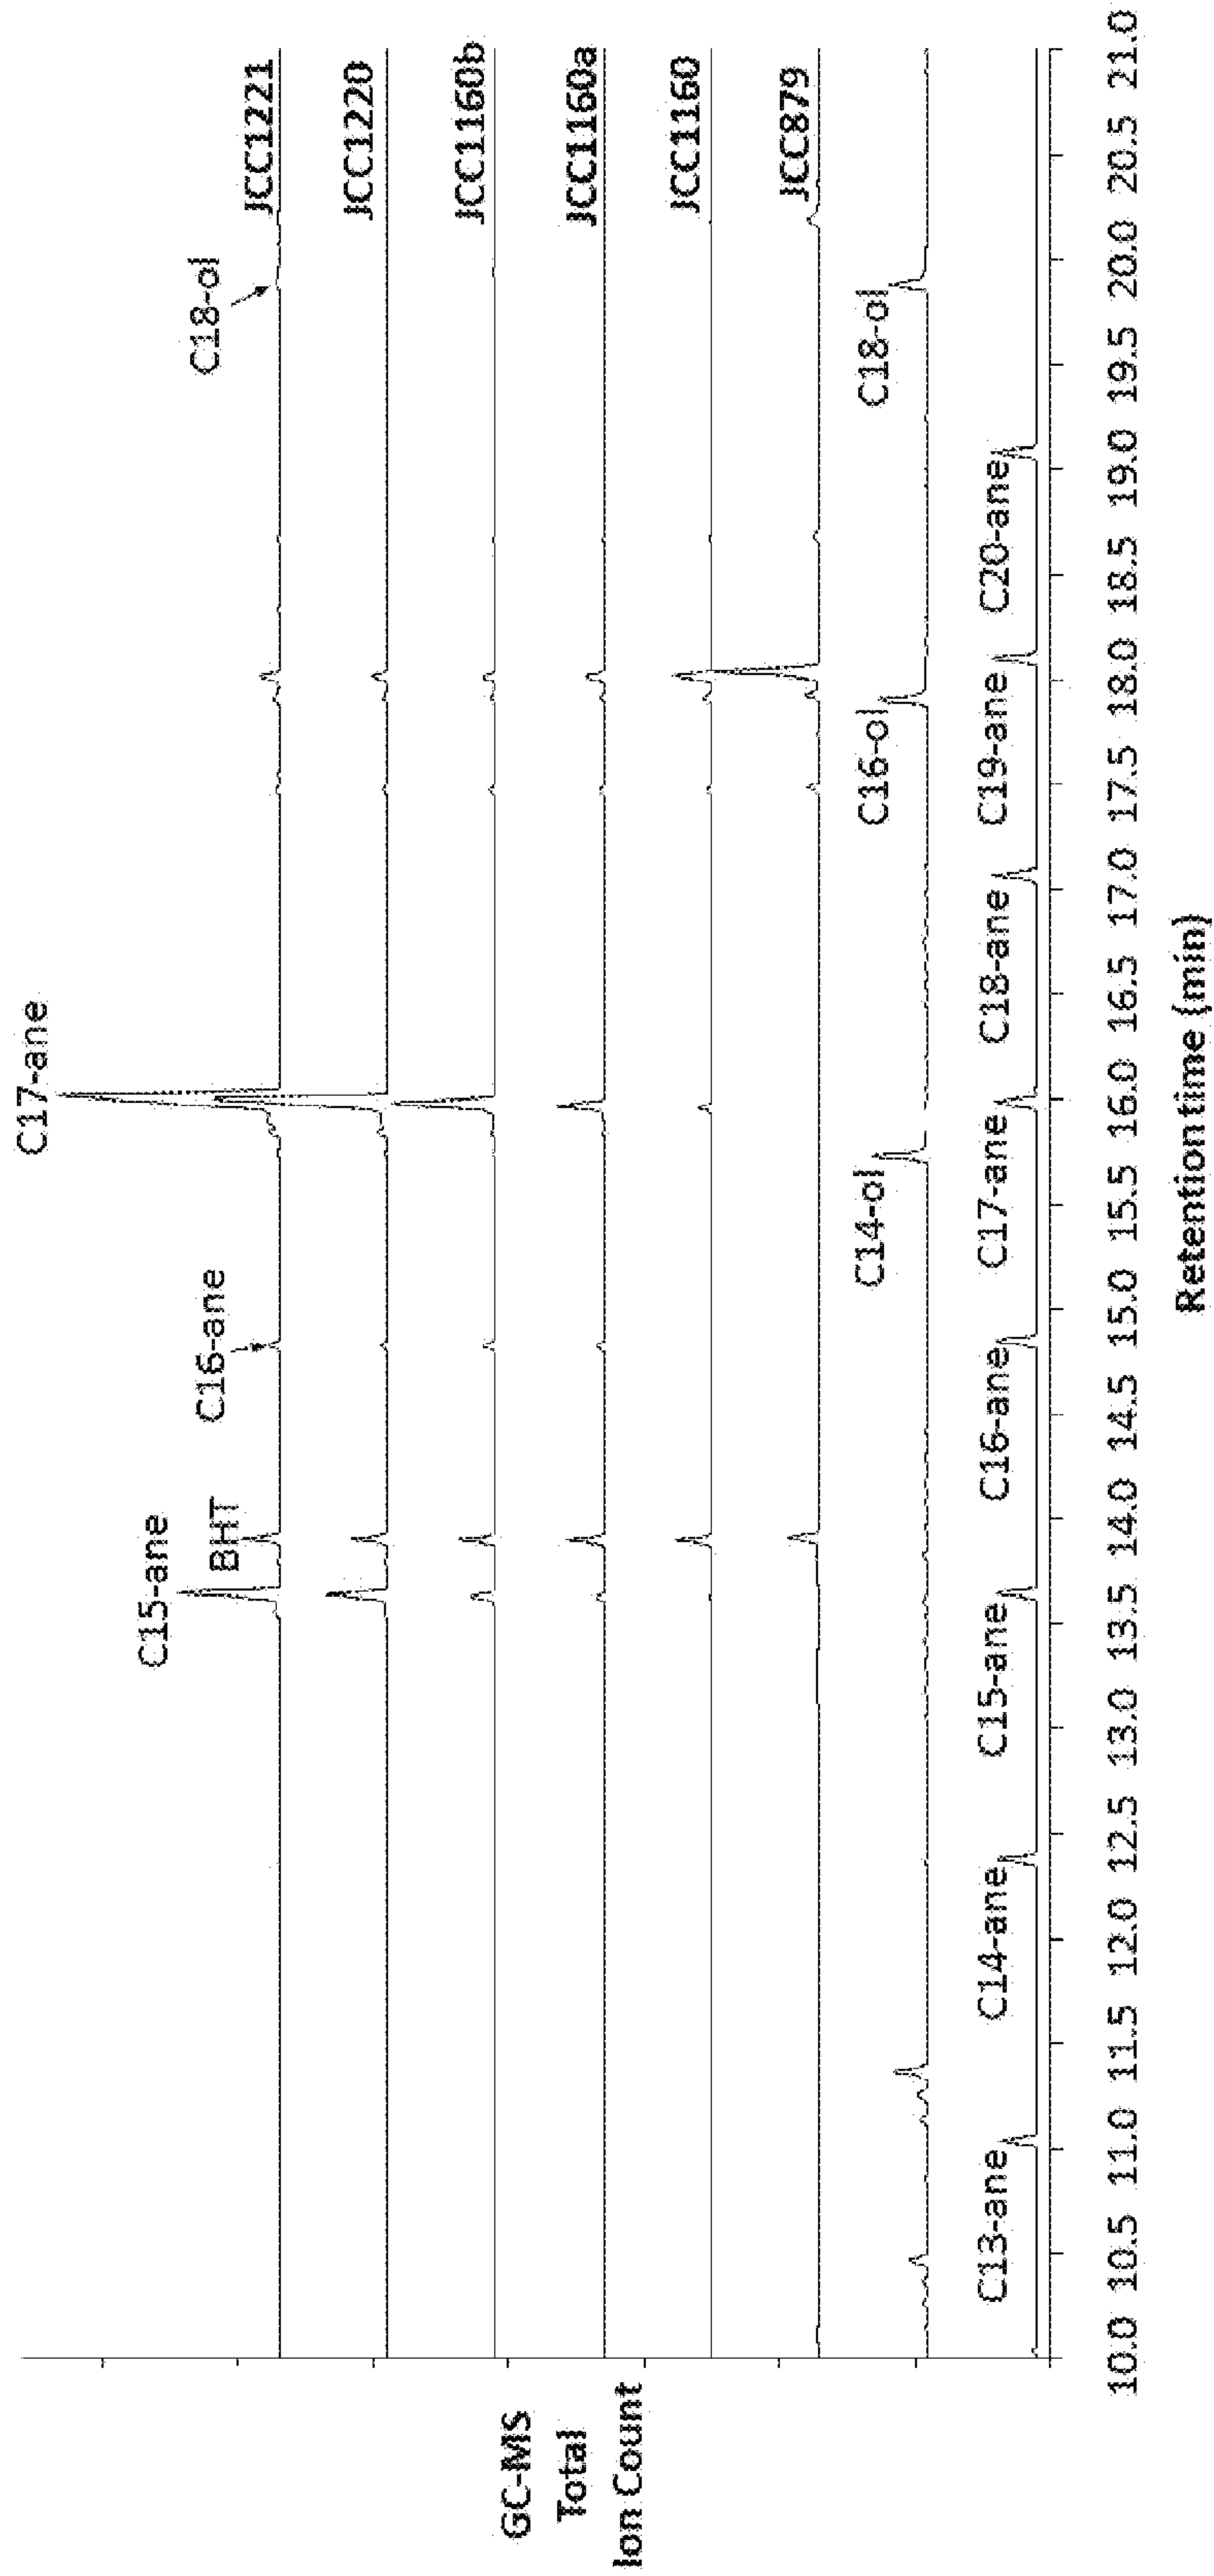 C17-ane
C15-ane
BHT
C16-ane
C18-ol
JCC1221
JCC1220
JCC1160b
JCC1160a
JCC1160
JCC879
C14-ol
C16-ol
C18-ol
C13-ane
C14-ane
C15-ane
C16-ane
C17-ane
C18-ane
C19-ane
C20-ane
GC-MS
Total
Ion Count
10.0 10.5 11.0 11.5 12.0 12.5 13.0 13.5 14.0 14.5 15.0 15.5 16.0 16.5 17.0 17.5 18.0 18.5 19.0 19.5 20.0 20.5 21.0
Retention time (min)